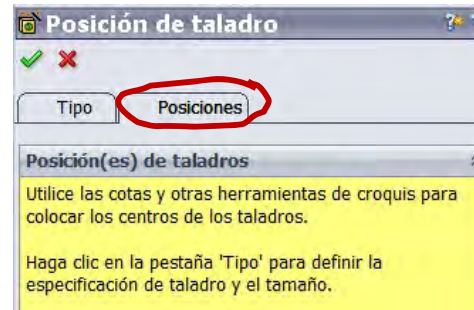 Posición de taladro ?
Tipo Posiciones
Posición(es) de taladros
Utilice las cotas y otras herramientas de croquis para
colocar los centros de los taladros.
Haga clic en la pestaña 'Tipo' para definir la
especificación de taladro y el tamaño.